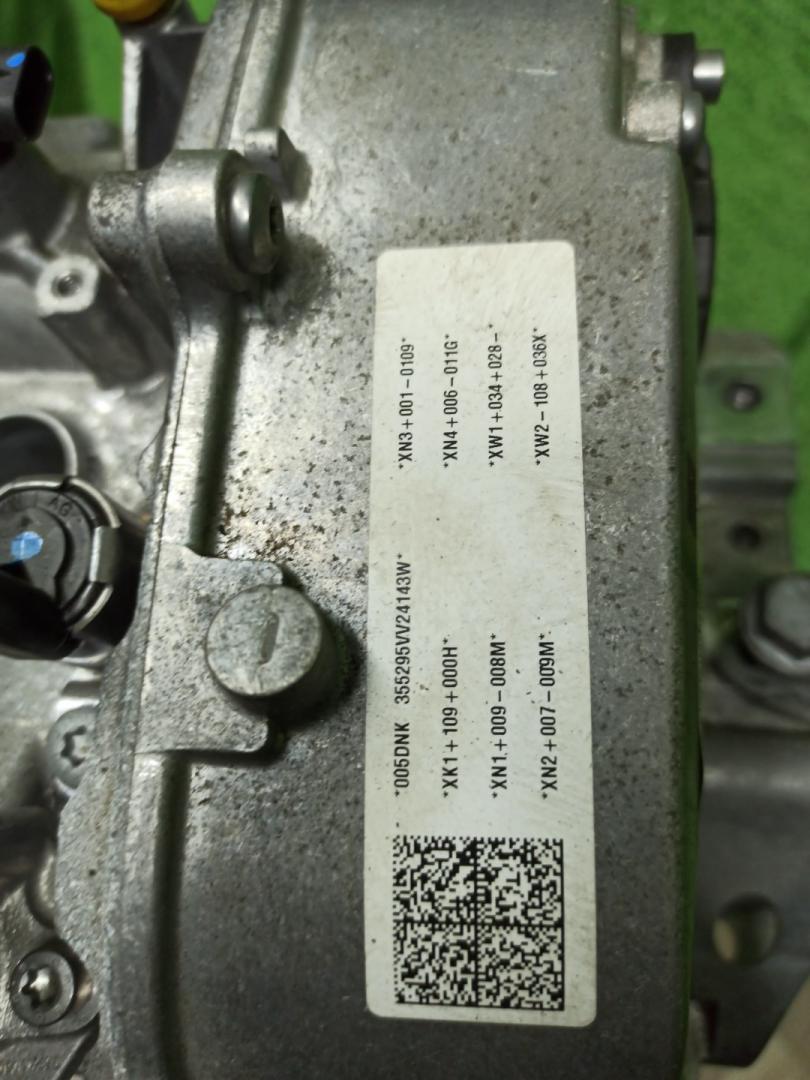 *005DNK 355295VV24143W*
*XK1+109+000H*
*XN1+009-008M*
*XN2+007-009M*
*XN3+001-0109*
*XN4+006-011G*
*XW1+034+028-*
*XW2-108+036X*